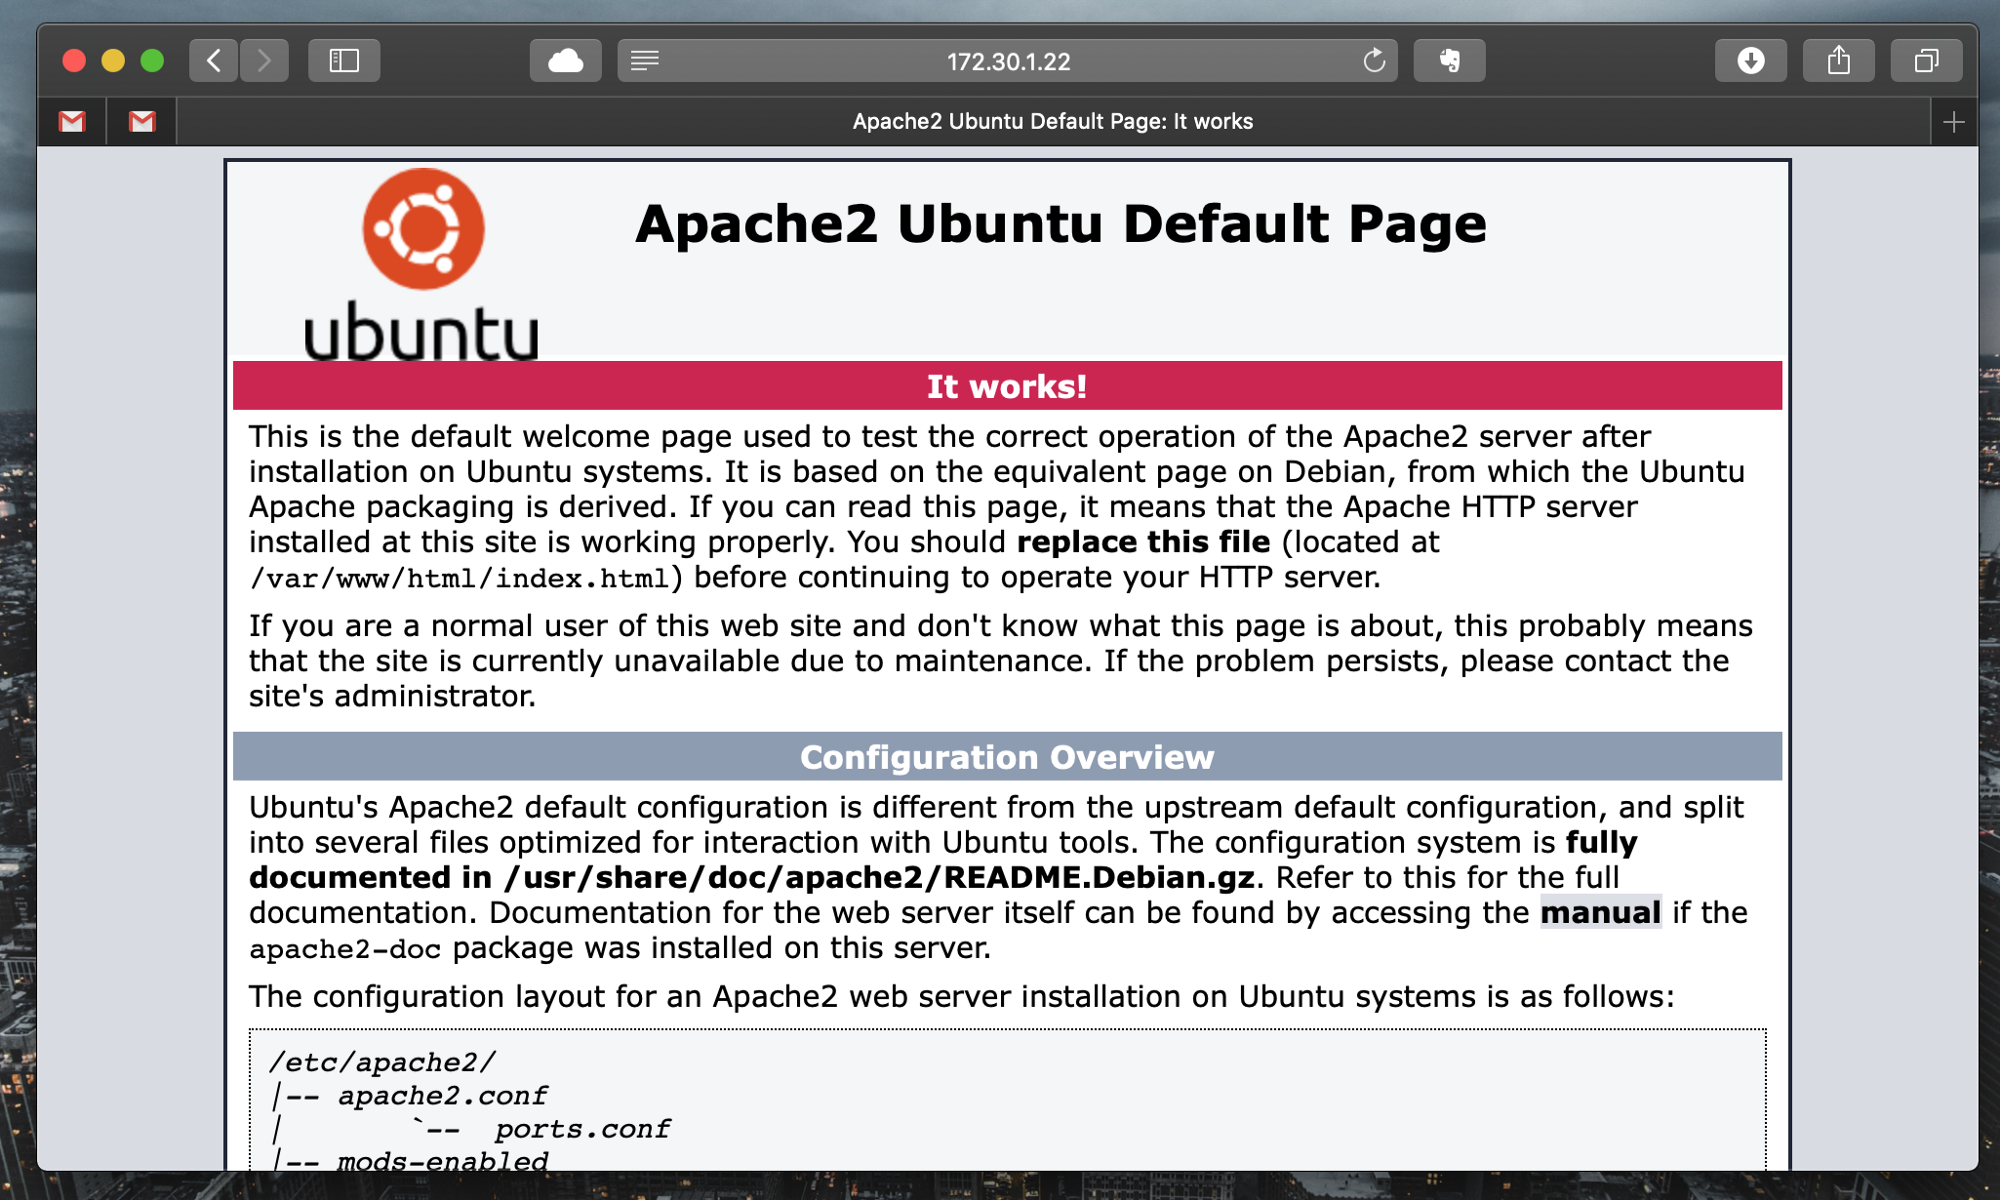 172.30.1.22
Apache2 Ubuntu Default Page: It works
ubuntu
Apache2 Ubuntu Default Page
It works!
This is the default welcome page used to test the correct operation of the Apache2 server after
installation on Ubuntu systems. It is based on the equivalent page on Debian, from which the Ubuntu
Apache packaging is derived. If you can read this page, it means that the Apache HTTP server
installed at this site is working properly. You should replace this file (located at
/var/www/html/index.html) before continuing to operate your HTTP server.
If you are a normal user of this web site and don't know what this page is about, this probably means
that the site is currently unavailable due to maintenance. If the problem persists, please contact the
site's administrator.
Configuration Overview
Ubuntu's Apache2 default configuration is different from the upstream default configuration, and split
into several files optimized for interaction with Ubuntu tools. The configuration system is fully
documented in /usr/share/doc/apache2/README.Debian.gz. Refer to this for the full
documentation. Documentation for the web server itself can be found by accessing the manual if the
apache2-doc package was installed on this server.
The configuration layout for an Apache2 web server installation on Ubuntu systems is as follows:
/etc/apache2/
|-- apache2.conf
|       `--  ports.conf
|-- mods-enabled